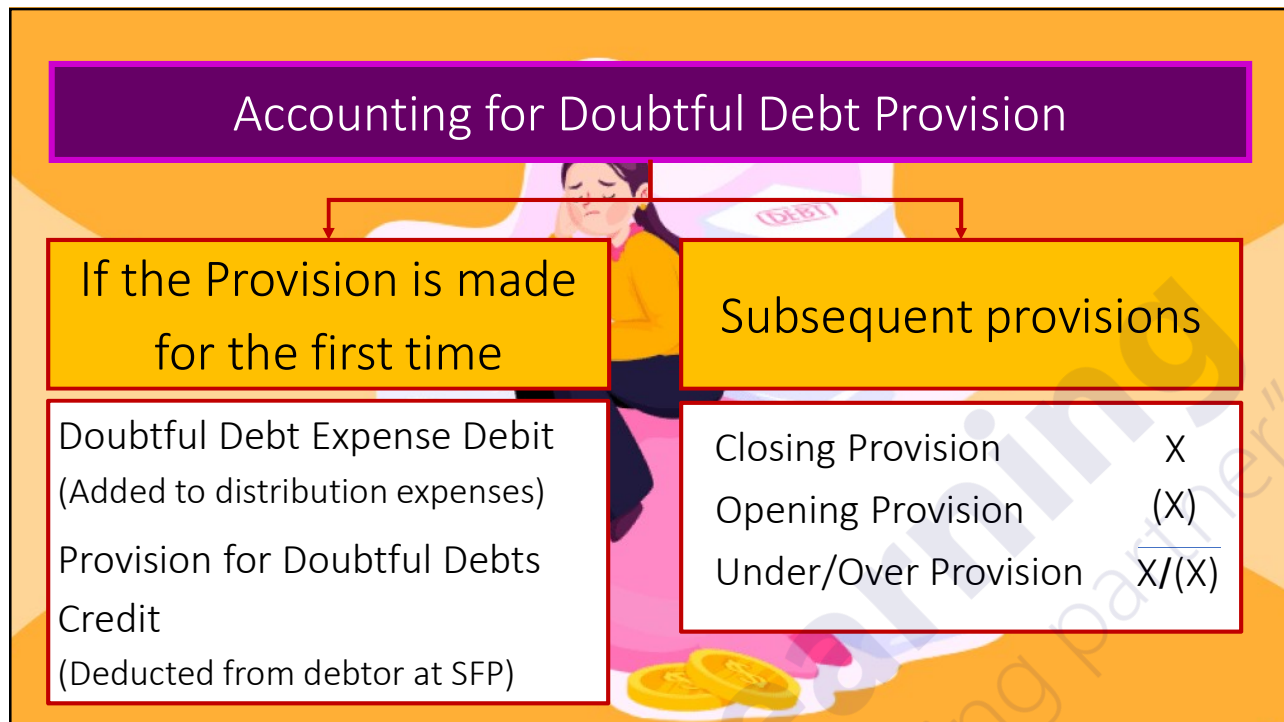 Accounting for Doubtful Debt Provision
DEBT
If the Provision is made
for the first time
Subsequent provisions
Doubtful Debt Expense Debit
(Added to distribution expenses)
Provision for Doubtful Debts
Credit
(Deducted from debtor at SFP)
Closing Provision X
Opening Provision (X)
Under/Over Provision X/(X)
partner"